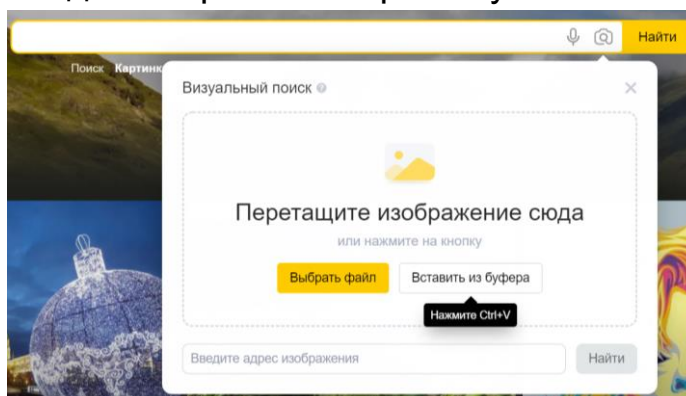 Найти
Поиск Картинк
Визуальный поиск
Перетащите изображение сюда
или нажмите на кнопку
Выбрать файл Вставить из буфера
Нажмите Ctrl+V
Введите адрес изображения Найти